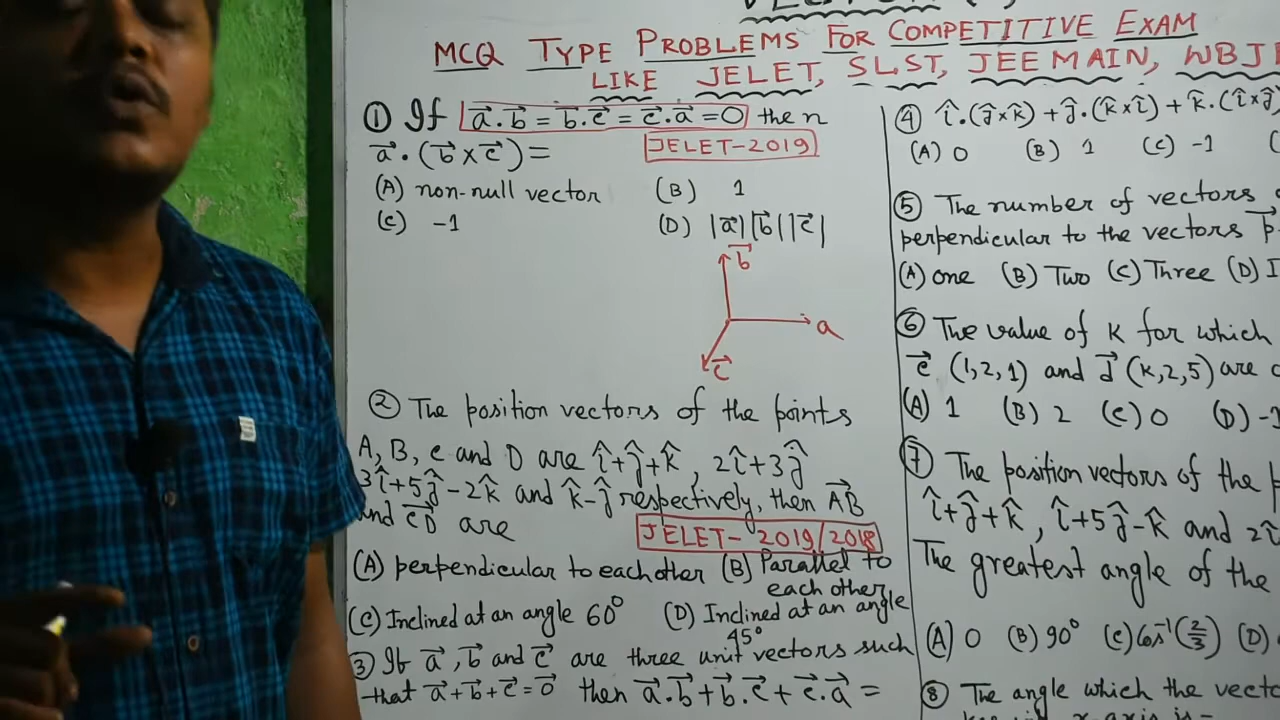 MCQ TYPE PROBLEMS FOR COMPETITIVE EXAM
LIKE JELET, SLST, JEE MAIN, WBJE
① If a⃗.b⃗ = b⃗.c⃗ = c⃗.a⃗ = 0 then
a⃗.(b⃗×c⃗) =
JELET-2019
(A) non-null vector (B) 1
(C) -1 (D) |a⃗||b⃗||c⃗|
b⃗
a
c⃗
② The position vectors of the points
A, B, C and D are î+ĵ+k̂, 2î+3ĵ
3î+5ĵ-2k̂ and k̂-ĵ respectively, then AB⃗
and CD⃗ are
JELET-2019/2018
(A) perpendicular to each other (B) Parallel to
each other
(C) Inclined at an angle 60° (D) Inclined at an angle
45°
③ If a⃗, b⃗ and c⃗ are three unit vectors such
that a⃗+b⃗+c⃗=0⃗ then a⃗.b⃗+b⃗.c⃗+c⃗.a⃗ =
④ î.(ĵ×k̂)+ĵ.(k̂×î)+k̂.(î×ĵ)
(A) 0 (B) 1 (C) -1
⑤ The number of vectors
perpendicular to the vectors p⃗
(A) one (B) Two (C) Three (D) I
⑥ The value of K for which
c⃗ (1,2,1) and d⃗ (K,2,5) are
(A) 1 (B) 2 (C) 0 (D) -1
⑦ The position vectors of the p
î+ĵ+k̂, î+5ĵ-k̂ and 2î
The greatest angle of the
(A) 0 (B) 90° (C) Cos⁻¹(2/3) (D)
⑧ The angle which the vecto
x-axis is-